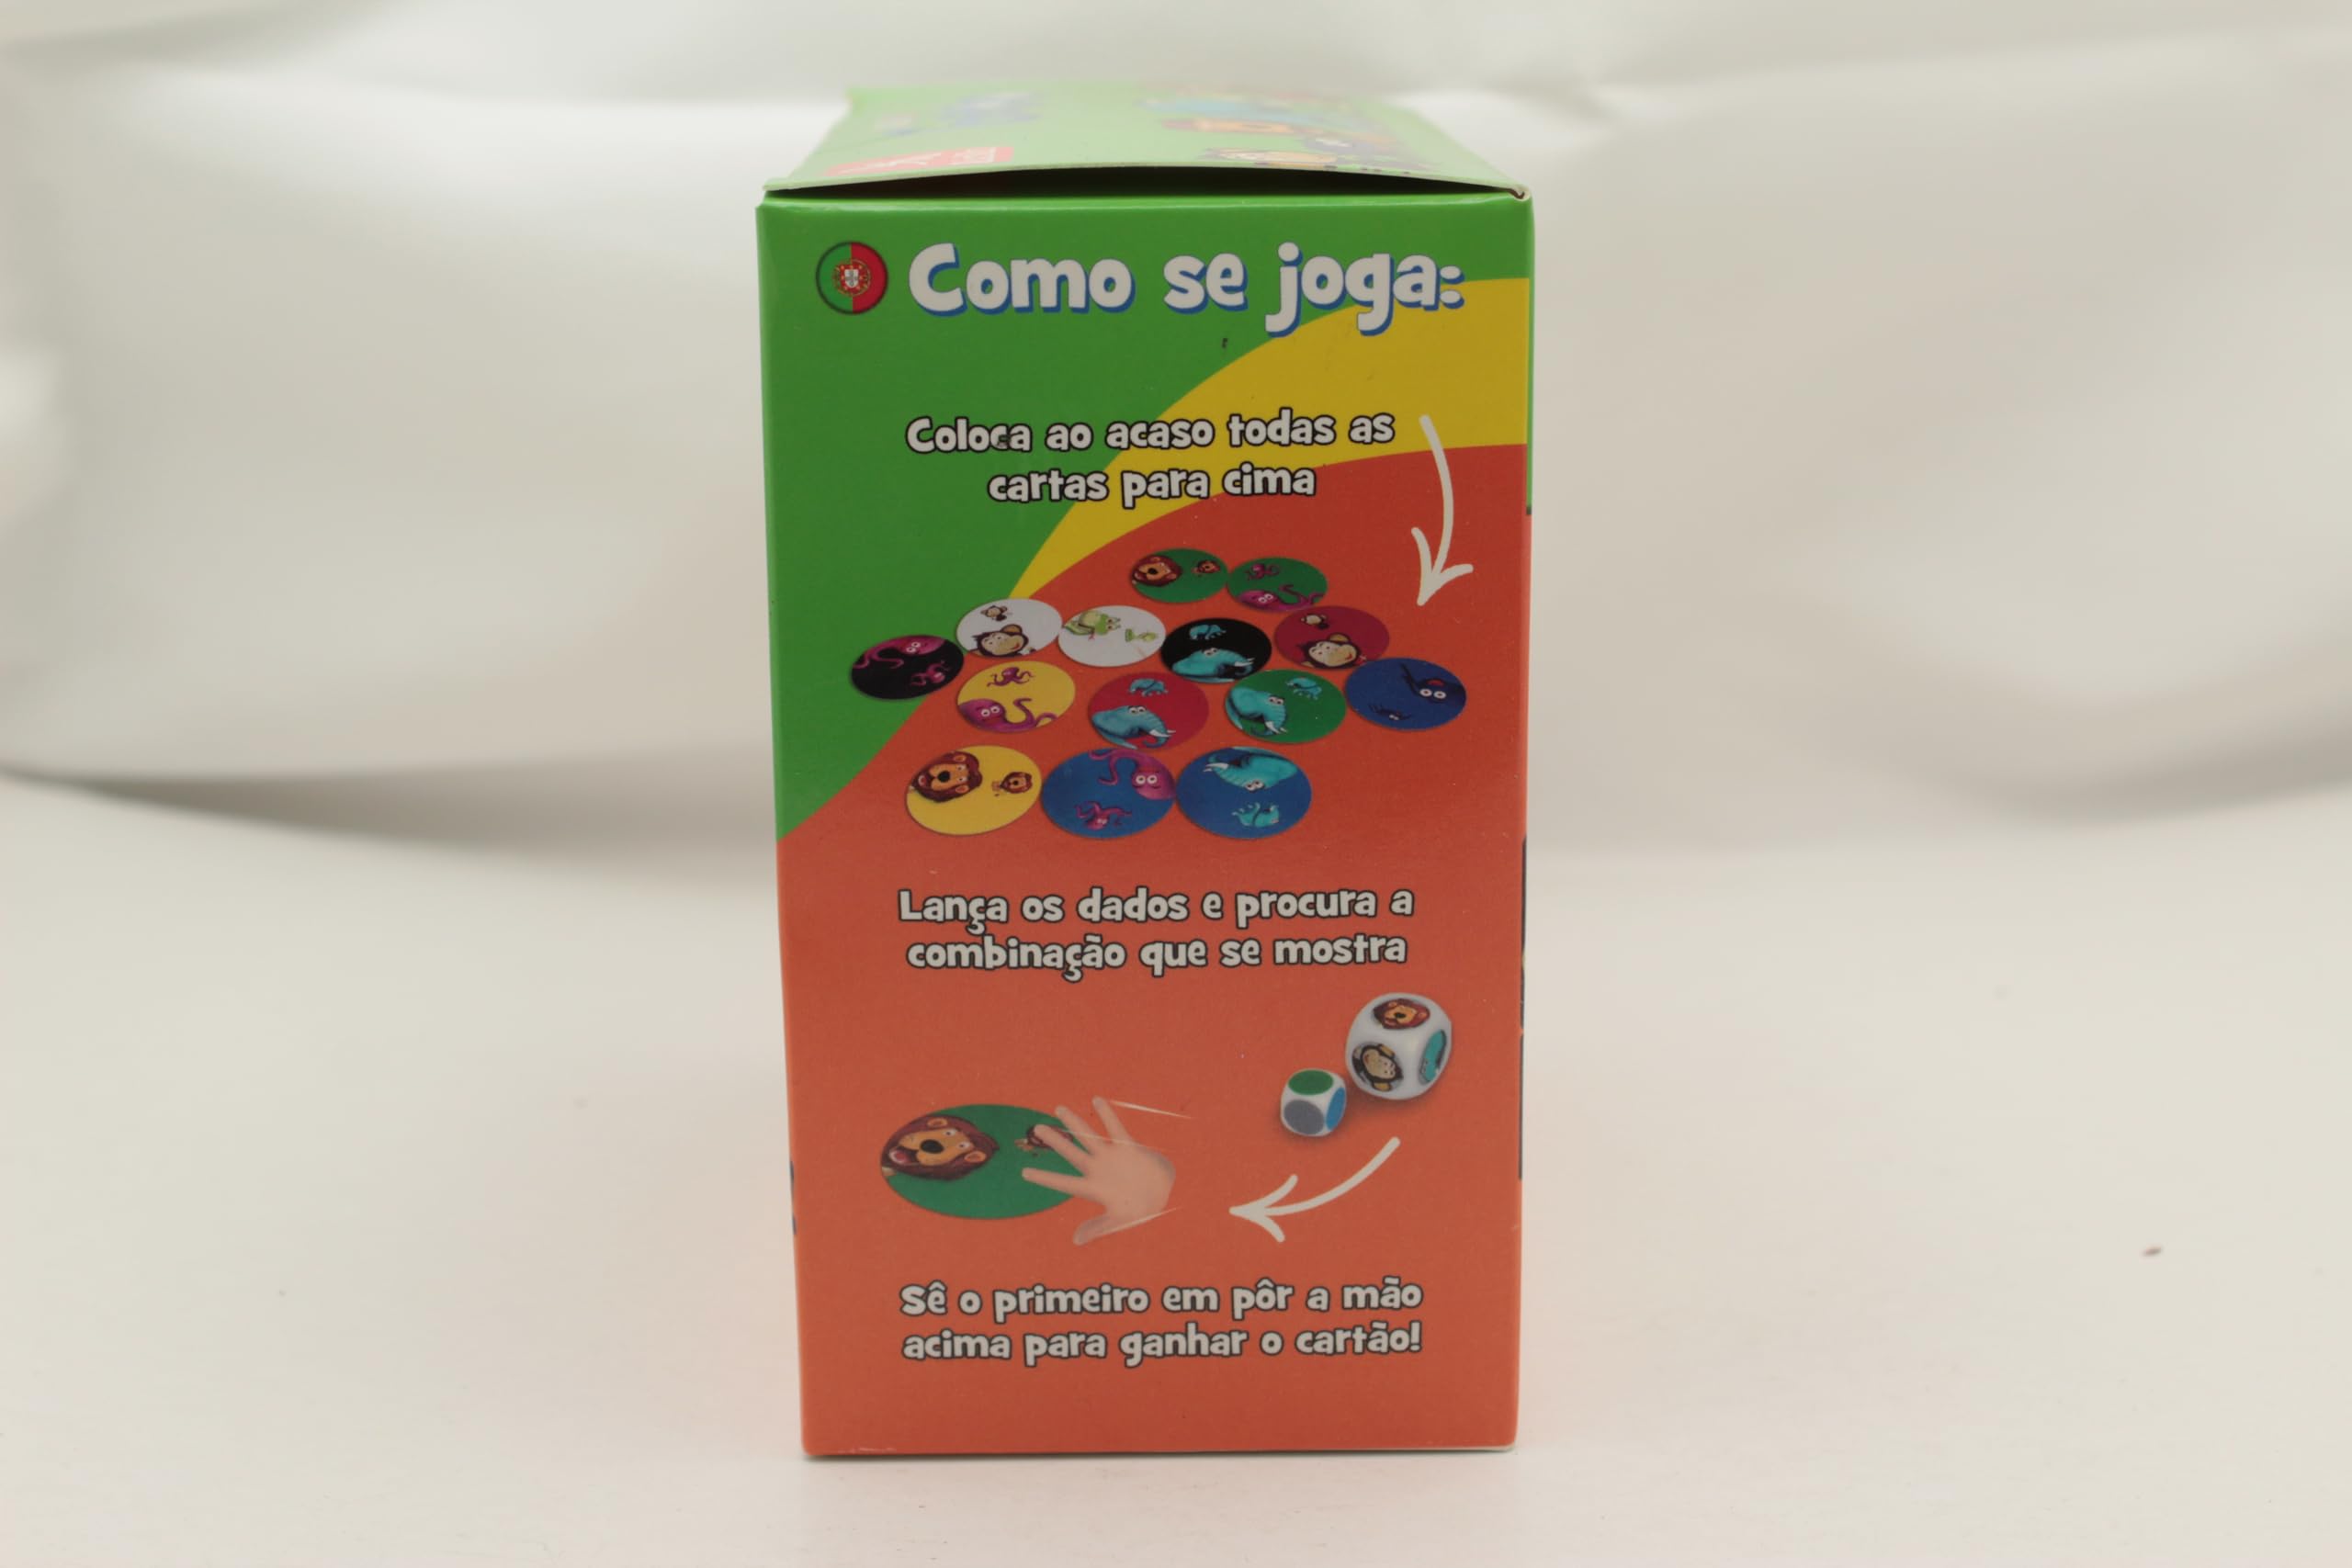 Como se joga:
Coloca ao acaso todas as
cartas para cima
Lança os dados e procura a
combinação que se mostra
Sê o primeiro em pôr a mão
acima para ganhar o cartão!